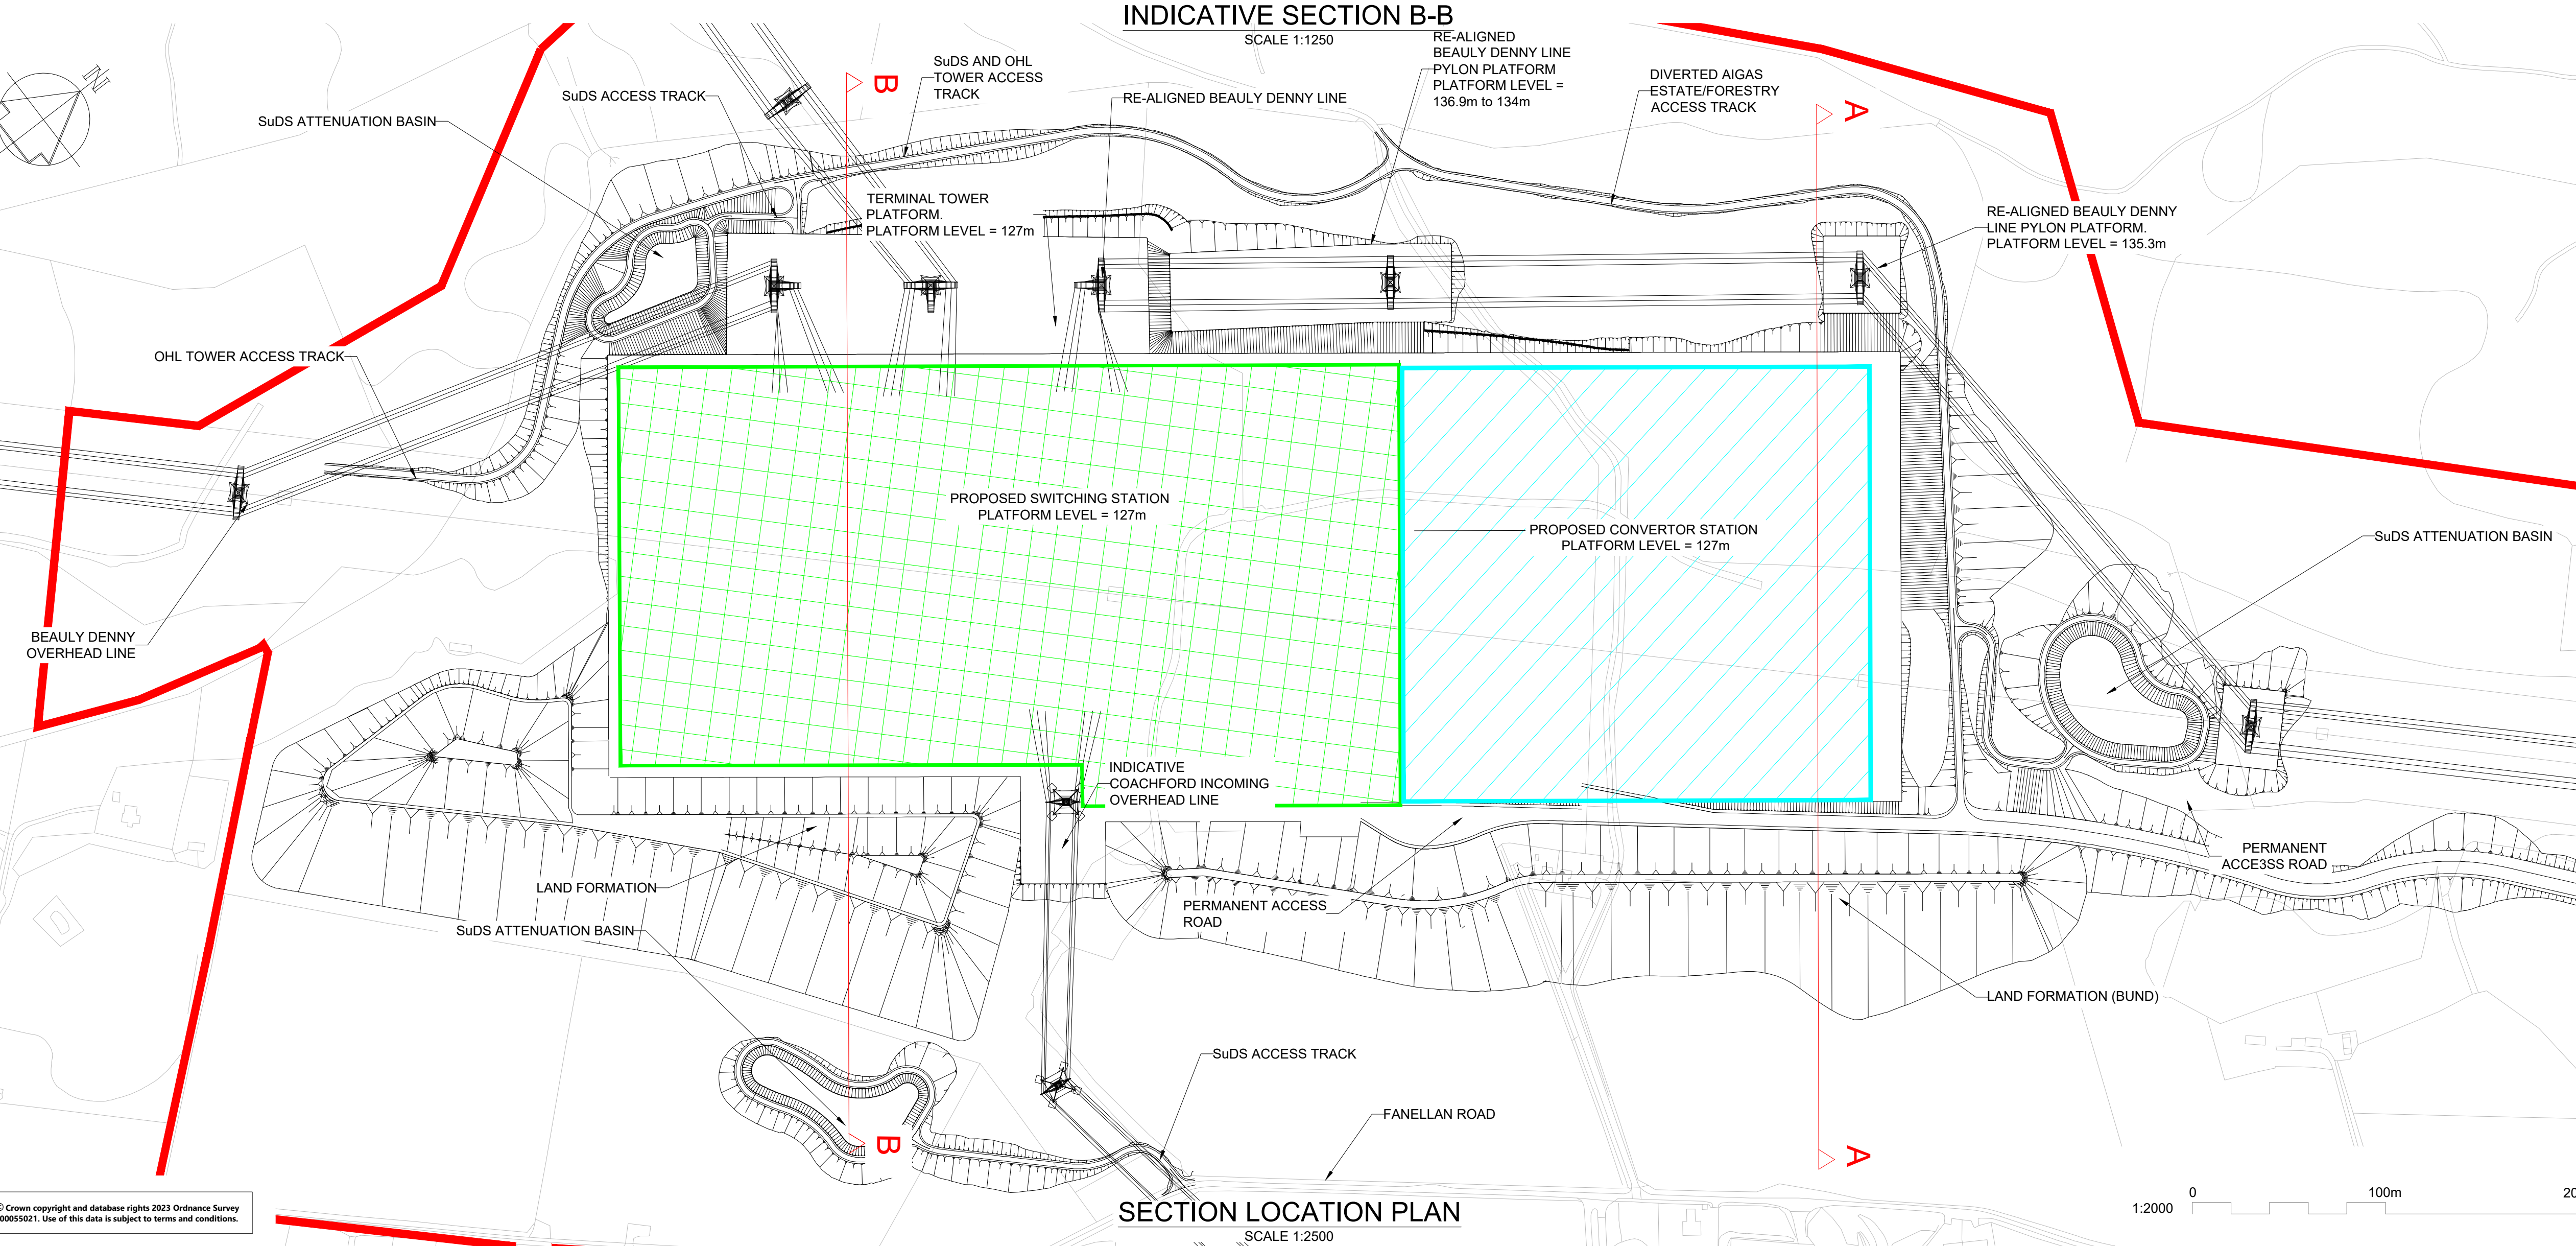 INDICATIVE SECTION B-B
SCALE 1:1250
N
SuDS ATTENUATION BASIN
SuDS ACCESS TRACK
B
SuDS AND OHL
TOWER ACCESS
TRACK
RE-ALIGNED BEAULY DENNY LINE
RE-ALIGNED
BEAULY DENNY LINE
PYLON PLATFORM
PLATFORM LEVEL =
136.9m to 134m
DIVERTED AIGAS
ESTATE/FORESTRY
ACCESS TRACK
A
TERMINAL TOWER
PLATFORM.
PLATFORM LEVEL = 127m
RE-ALIGNED BEAULY DENNY
LINE PYLON PLATFORM.
PLATFORM LEVEL = 135.3m
OHL TOWER ACCESS TRACK
PROPOSED SWITCHING STATION
PLATFORM LEVEL = 127m
PROPOSED CONVERTOR STATION
PLATFORM LEVEL = 127m
SuDS ATTENUATION BASIN
BEAULY DENNY
OVERHEAD LINE
INDICATIVE
COACHFORD INCOMING
OVERHEAD LINE
PERMANENT
ACCE3SS ROAD
LAND FORMATION
PERMANENT ACCESS
ROAD
SuDS ATTENUATION BASIN
LAND FORMATION (BUND)
SuDS ACCESS TRACK
FANELLAN ROAD
B
A
© Crown copyright and database rights 2023 Ordnance Survey
00055021. Use of this data is subject to terms and conditions.
SECTION LOCATION PLAN
SCALE 1:2500
1:2000
0
100m
20